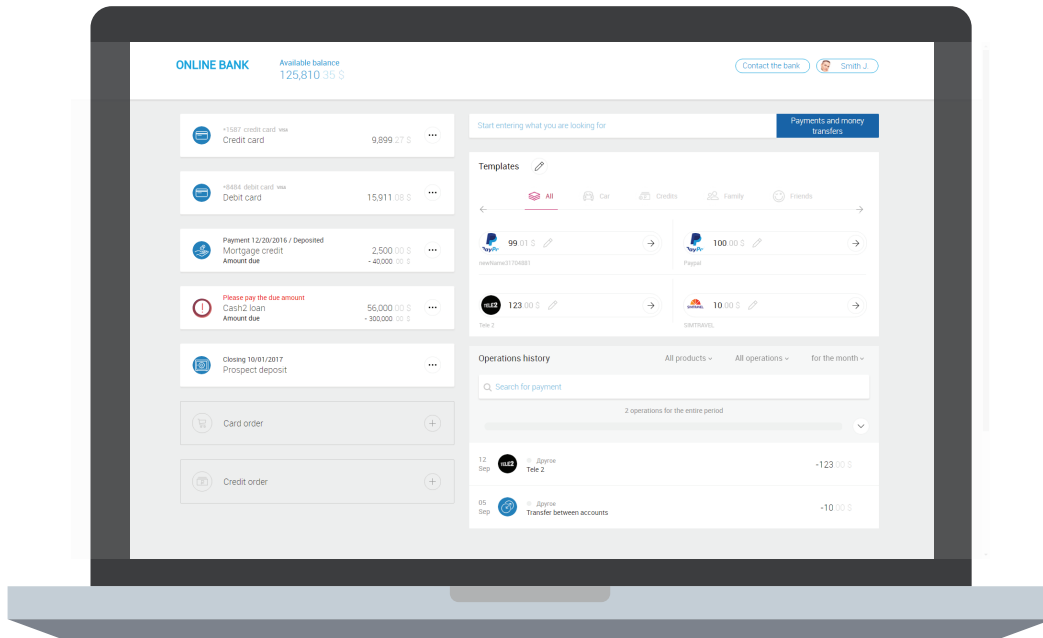 ONLINE BANK
Available balance
125,810 35 $
Contact the bank
Smith J.
*1587 credit card VISA
Credit card
9,899.27 $
*8484 debit card VISA
Debit card
15,911 08 $
Payment 12/20/2016 / Deposited
Mortgage credit
2,500 00 $
Amount due
- 40,000 00 $
Please pay the due amount
Cash2 loan
56,000 00 $
Amount due
- 300,000 00 $
Closing 10/01/2017
Prospect deposit
Card order
Credit order
Start entering what you are looking for
Payments and money
transfers
Templates
All
Car
Credits
Family
Friends
99.01 $
newName31704881
100.00 $
Paypal
TELE2
123.00 $
Tele 2
SIMTRAVEL
10.00 $
SIMTRAVEL
Operations history
All products
All operations
for the month
Search for payment
2 operations for the entire period
12
Sep
TELE2
Другое
Tele 2
-123.00 $
05
Sep
Другое
Transfer between accounts
-10.00 $